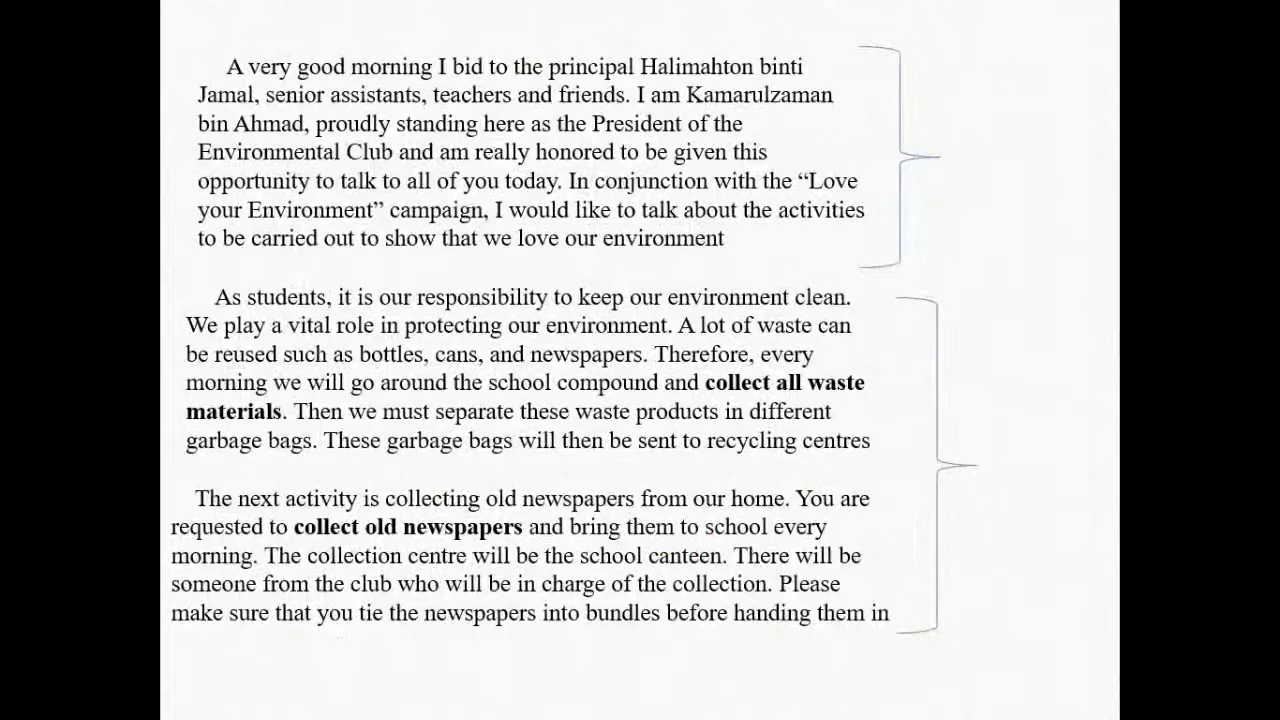 A very good morning I bid to the principal Halimahton binti
Jamal, senior assistants, teachers and friends. I am Kamarulzaman
bin Ahmad, proudly standing here as the President of the
Environmental Club and am really honored to be given this
opportunity to talk to all of you today. In conjunction with the “Love
your Environment” campaign, I would like to talk about the activities
to be carried out to show that we love our environment
As students, it is our responsibility to keep our environment clean.
We play a vital role in protecting our environment. A lot of waste can
be reused such as bottles, cans, and newspapers. Therefore, every
morning we will go around the school compound and collect all waste
materials. Then we must separate these waste products in different
garbage bags. These garbage bags will then be sent to recycling centres
The next activity is collecting old newspapers from our home. You are
requested to collect old newspapers and bring them to school every
morning. The collection centre will be the school canteen. There will be
someone from the club who will be in charge of the collection. Please
make sure that you tie the newspapers into bundles before handing them in